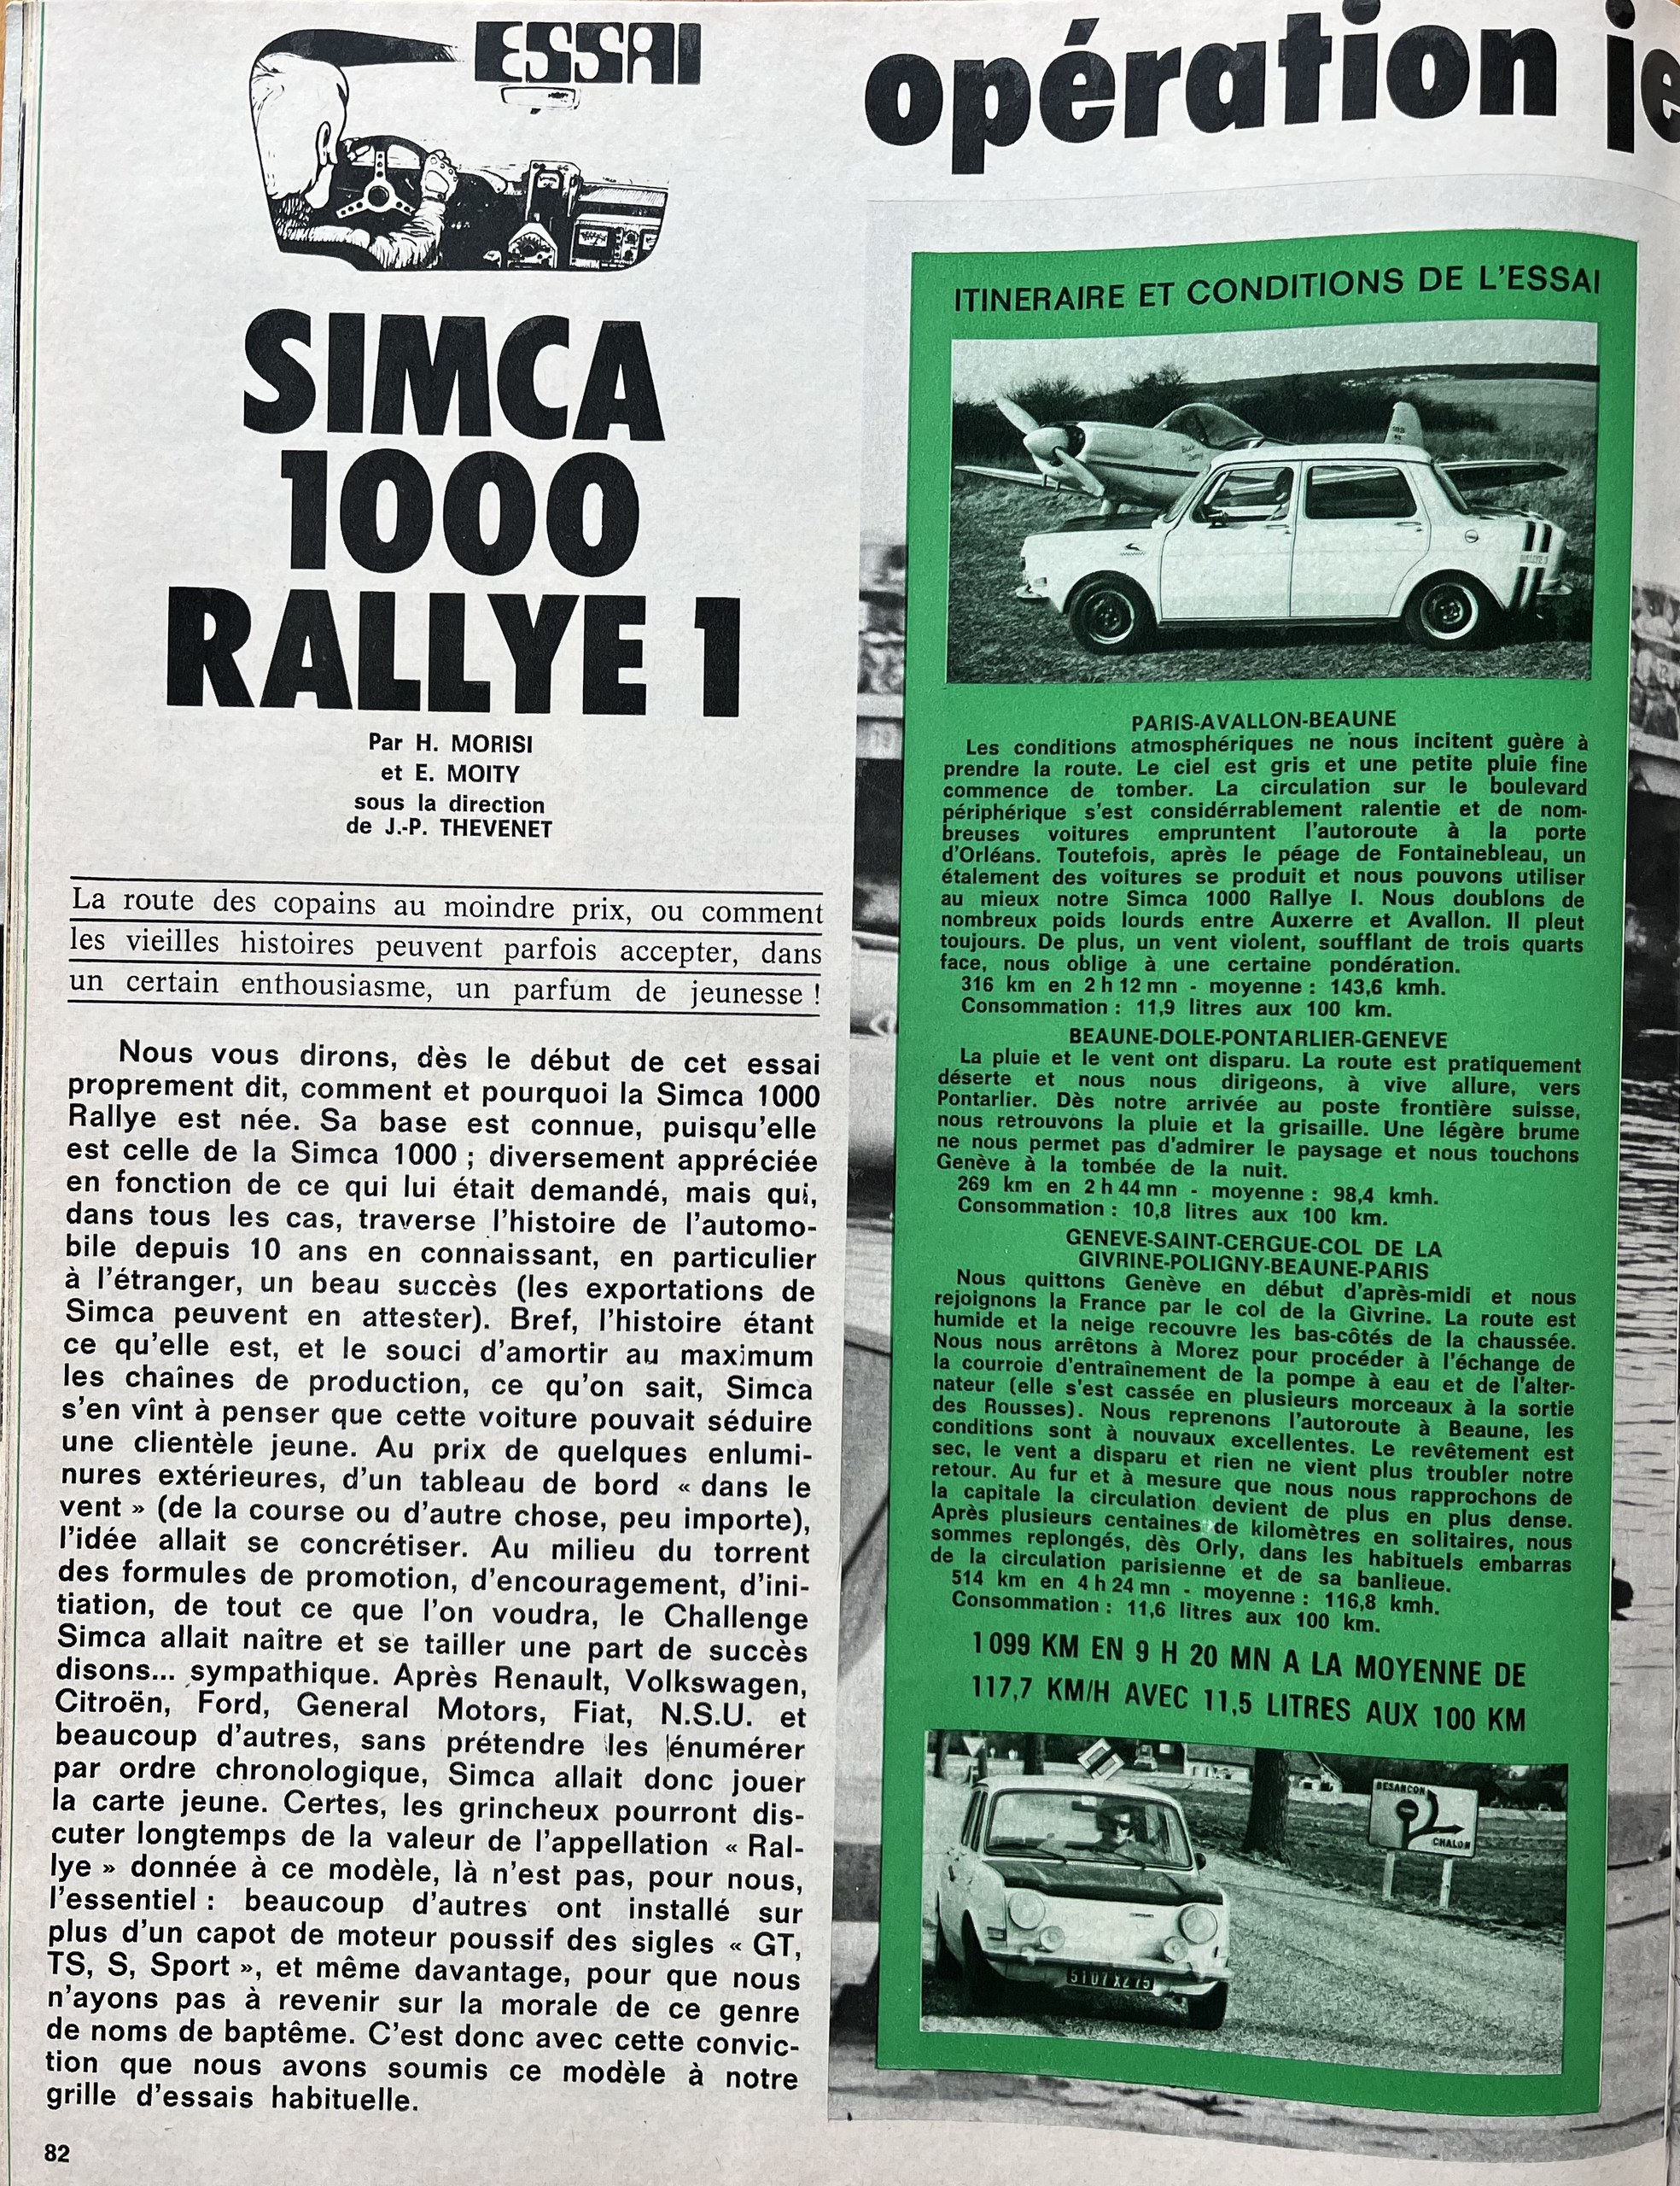 ESSAI
opération je
SIMCA
1000
RALLYE 1
Par H. MORISI
et E. MOITY
sous la direction
de J.-P. THEVENET
La route des copains au moindre prix, ou comment
les vieilles histoires peuvent parfois accepter, dans
un certain enthousiasme, un parfum de jeunesse !
Nous vous dirons, dès le début de cet essai
proprement dit, comment et pourquoi la Simca 1000
Rallye est née. Sa base est connue, puisqu'elle
est celle de la Simca 1000 ; diversement appréciée
en fonction de ce qui lui était demandé, mais qui,
dans tous les cas, traverse l'histoire de l'automo-
bile depuis 10 ans en connaissant, en particulier
à l'étranger, un beau succès (les exportations de
Simca peuvent en attester). Bref, l'histoire étant
ce qu'elle est, et le souci d'amortir au maximum
les chaînes de production, ce qu'on sait, Simca
s'en vînt à penser que cette voiture pouvait séduire
une clientèle jeune. Au prix de quelques enlumi-
nures extérieures, d'un tableau de bord « dans le
vent » (de la course ou d'autre chose, peu importe),
l'idée allait se concrétiser. Au milieu du torrent
des formules de promotion, d'encouragement, d'ini-
tiation, de tout ce que l'on voudra, le Challenge
Simca allait naître et se tailler une part de succès
disons... sympathique. Après Renault, Volkswagen,
Citroën, Ford, General Motors, Fiat, N.S.U. et
beaucoup d'autres, sans prétendre les énumérer
par ordre chronologique, Simca allait donc jouer
la carte jeune. Certes, les grincheux pourront dis-
cuter longtemps de la valeur de l'appellation « Ral-
lye » donnée à ce modèle, là n'est pas, pour nous,
l'essentiel : beaucoup d'autres ont installé sur
plus d'un capot de moteur poussif des sigles « GT,
TS, S, Sport », et même davantage, pour que nous
n'ayons pas à revenir sur la morale de ce genre
de noms de baptême. C'est donc avec cette convic-
tion que nous avons soumis ce modèle à notre
grille d'essais habituelle.
82
ITINERAIRE ET CONDITIONS DE L'ESSAI
RALLYE 1
PARIS-AVALLON-BEAUNE
Les conditions atmosphériques ne nous incitent guère à
prendre la route. Le ciel est gris et une petite pluie fine
commence de tomber. La circulation sur le boulevard
périphérique s'est considérrablement ralentie et de nom-
breuses voitures empruntent l'autoroute à la porte
d'Orléans. Toutefois, après le péage de Fontainebleau, un
étalement des voitures se produit et nous pouvons utiliser
au mieux notre Simca 1000 Rallye I. Nous doublons de
nombreux poids lourds entre Auxerre et Avallon. Il pleut
toujours. De plus, un vent violent, soufflant de trois quarts
face, nous oblige à une certaine pondération.
316 km en 2 h 12 mn - moyenne : 143,6 kmh.
Consommation : 11,9 litres aux 100 km.
BEAUNE-DOLE-PONTARLIER-GENEVE
La pluie et le vent ont disparu. La route est pratiquement
déserte et nous nous dirigeons, à vive allure, vers
Pontarlier. Dès notre arrivée au poste frontière suisse,
nous retrouvons la pluie et la grisaille. Une légère brume
ne nous permet pas d'admirer le paysage et nous touchons
Genève à la tombée de la nuit.
269 km en 2 h 44 mn - moyenne : 98,4 kmh.
Consommation : 10,8 litres aux 100 km.
GENEVE-SAINT-CERGUE-COL DE LA
GIVRINE-POLIGNY-BEAUNE-PARIS
Nous quittons Genève en début d'après-midi et nous
rejoignons la France par le col de la Givrine. La route est
humide et la neige recouvre les bas-côtés de la chaussée.
Nous nous arrêtons à Morez pour procéder à l'échange de
la courroie d'entraînement de la pompe à eau et de l'alter-
nateur (elle s'est cassée en plusieurs morceaux à la sortie
des Rousses). Nous reprenons l'autoroute à Beaune, les
conditions sont à nouvaux excellentes. Le revêtement est
sec, le vent a disparu et rien ne vient plus troubler notre
retour. Au fur et à mesure que nous nous rapprochons de
la capitale la circulation devient de plus en plus dense.
Après plusieurs centaines de kilomètres en solitaires, nous
sommes replongés, dès Orly, dans les habituels embarras
de la circulation parisienne et de sa banlieue.
514 km en 4 h 24 mn - moyenne : 116,8 kmh.
Consommation : 11,6 litres aux 100 km.
1 099 KM EN 9 H 20 MN A LA MOYENNE DE
117,7 KM/H AVEC 11,5 LITRES AUX 100 KM
BESANÇON
CHALON
5107 XZ 75